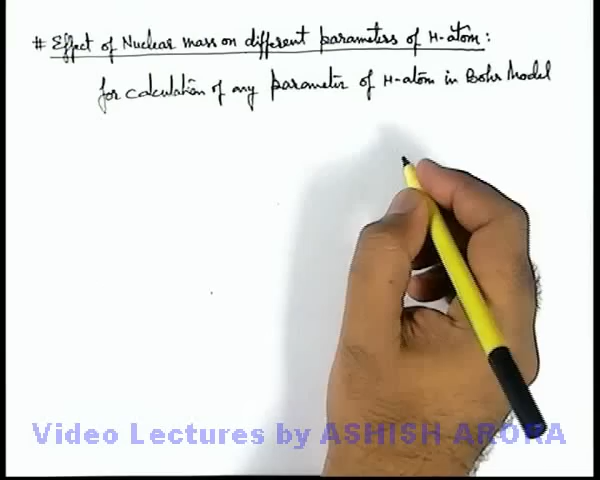 # Effect of Nuclear mass on different parameters of H-atom :
for calculation of any parameter of H-atom in Bohr Model
Video Lectures by ASHISH ARORA